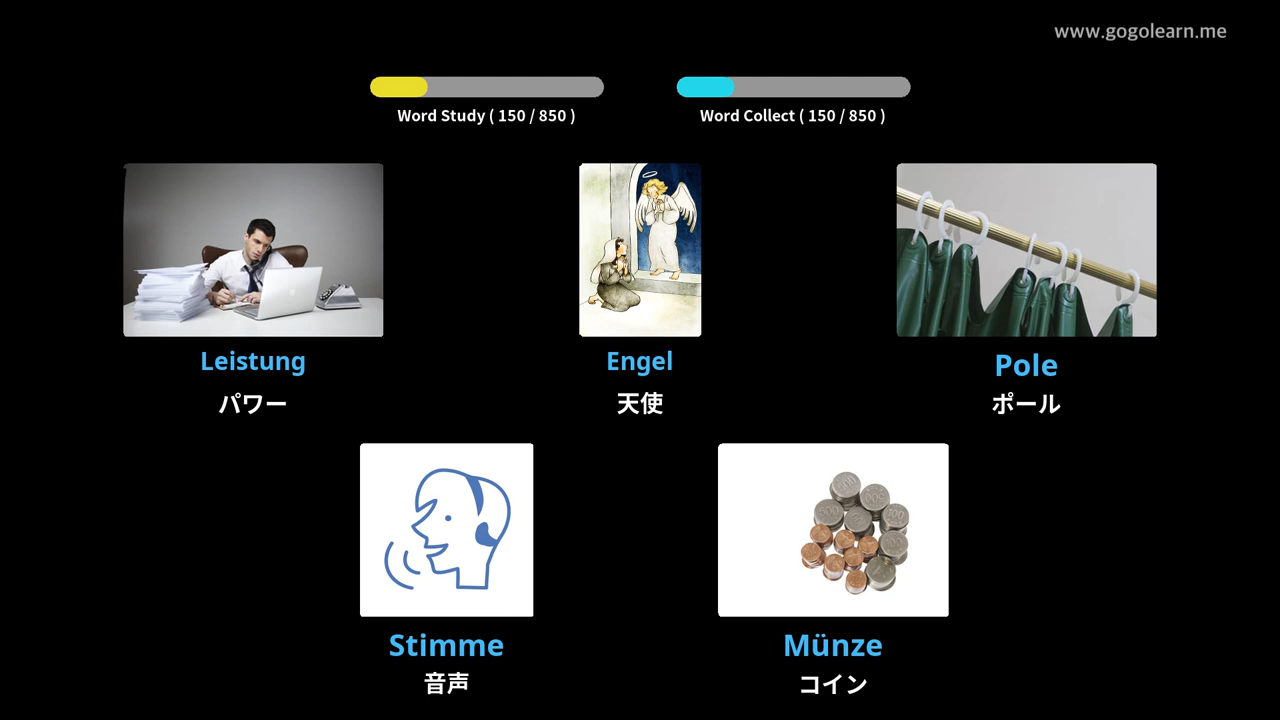 www.gogolearn.me
Word Study ( 150 / 850 )
Word Collect ( 150 / 850 )
Leistung
パワー
Engel
天使
Pole
ポール
Stimme
音声
Münze
コイン